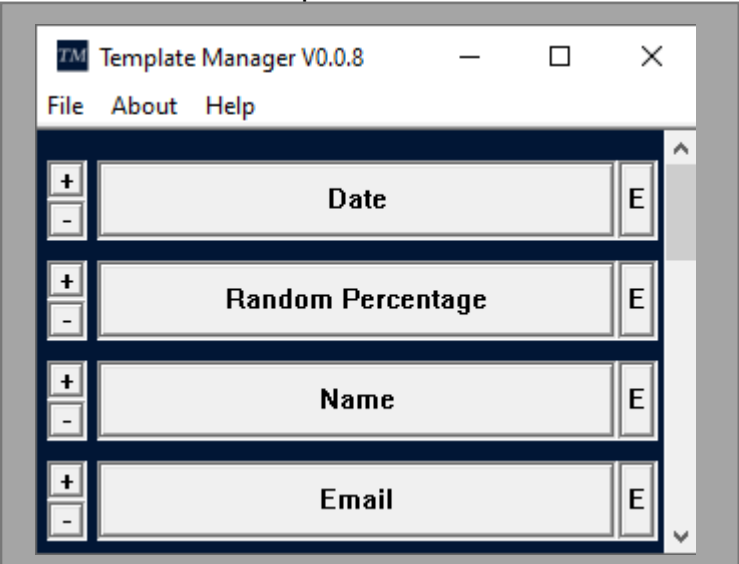 TM Template Manager V0.0.8
File About Help
+
-
Date E
+
-
Random Percentage E
+
-
Name E
+
-
Email E